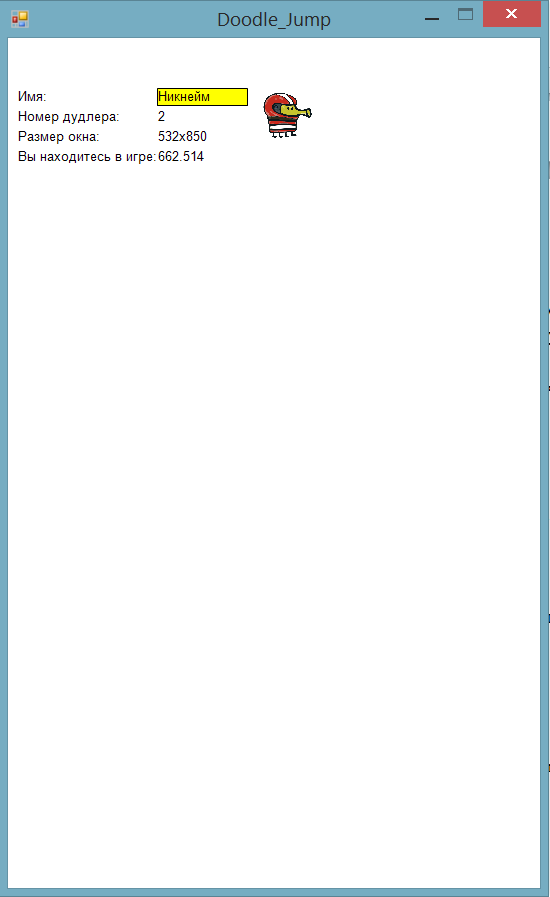 Doodle_Jump
Имя: Никнейм
Номер дудлера: 2
Размер окна: 532x850
Вы находитесь в игре: 662.514